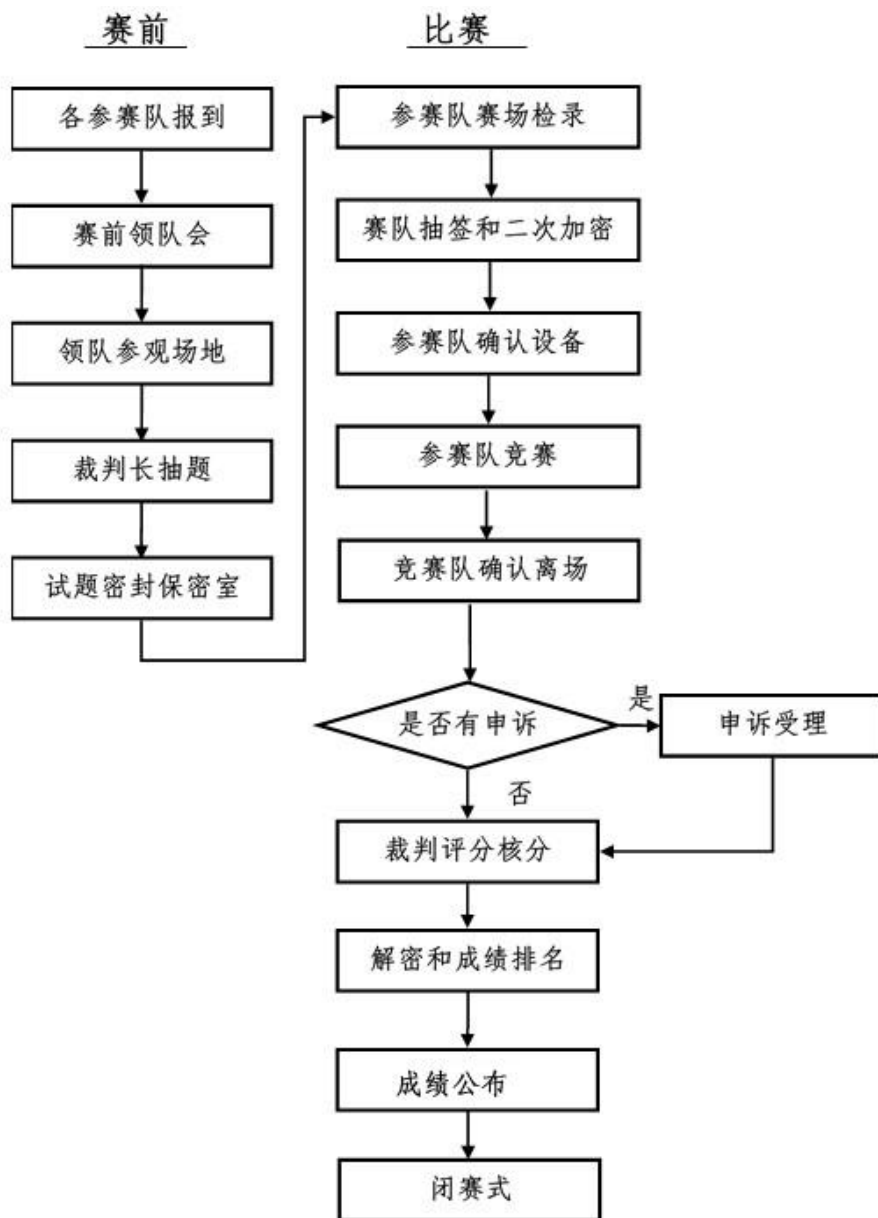 赛前
各参赛队报到
赛前领队会
领队参观场地
裁判长抽题
试题密封保密室
比赛
参赛队赛场检录
赛队抽签和二次加密
参赛队确认设备
参赛队竞赛
竞赛队确认离场
是否有申诉
是
申诉受理
否
裁判评分核分
解密和成绩排名
成绩公布
闭赛式